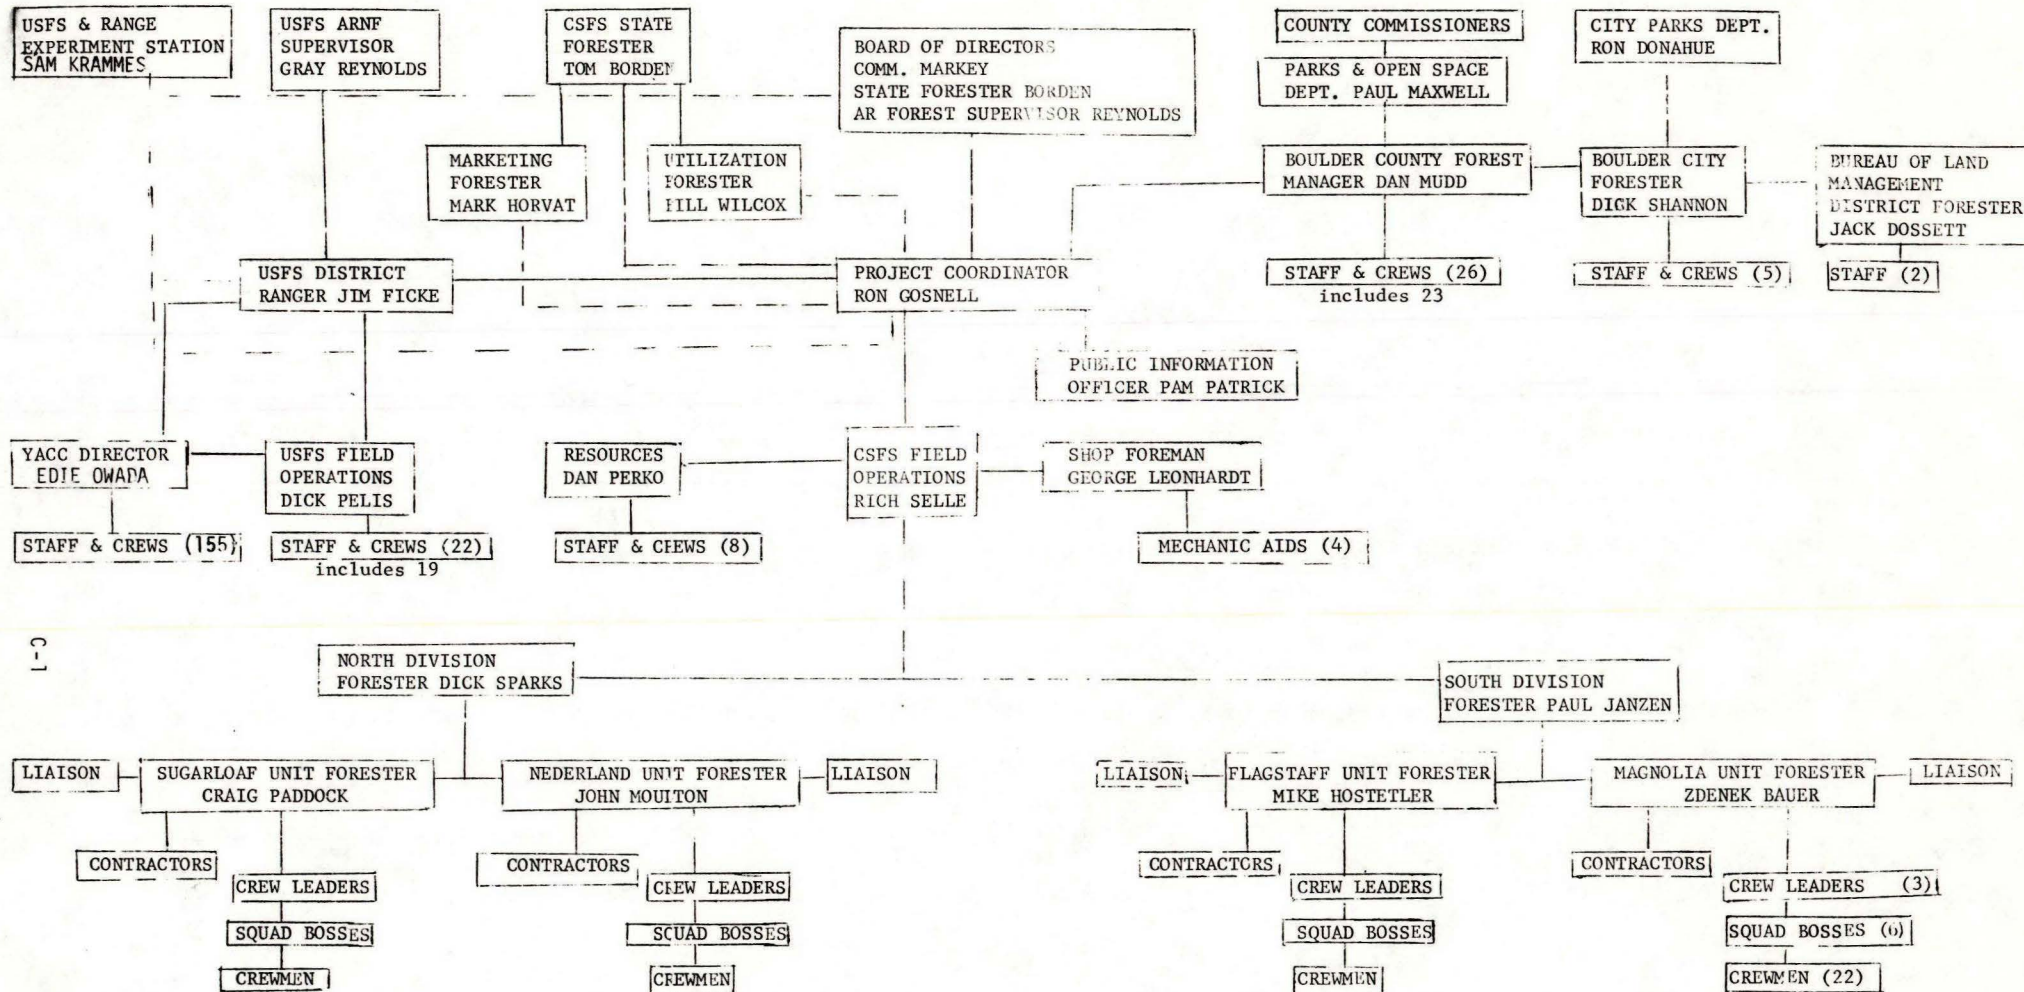 USFS & RANGE
EXPERIMENT STATION
SAM KRAMMES
USFS ARNF
SUPERVISOR
GRAY REYNOLDS
CSFS STATE
FORESTER
TOM BORDEN
BOARD OF DIRECTORS
COMM. MARKEY
STATE FORESTER BORDEN
AR FOREST SUPERVISOR REYNOLDS
COUNTY COMMISSIONERS
PARKS & OPEN SPACE
DEPT. PAUL MAXWELL
CITY PARKS DEPT.
RON DONAHUE
MARKETING
FORESTER
MARK HORVAT
UTILIZATION
FORESTER
BILL WILCOX
BOULDER COUNTY FOREST
MANAGER DAN MUDD
BOULDER CITY
FORESTER
DICK SHANNON
BUREAU OF LAND
MANAGEMENT
DISTRICT FORESTER
JACK DOSSETT
USFS DISTRICT
RANGER JIM FICKE
PROJECT COORDINATOR
RON GOSNELL
STAFF & CREWS (26)
includes 23
STAFF & CREWS (5)
STAFF (2)
PUBLIC INFORMATION
OFFICER PAM PATRICK
YACC DIRECTOR
EDIE OWADA
USFS FIELD
OPERATIONS
DICK PELIS
RESOURCES
DAN PERKO
CSFS FIELD
OPERATIONS
RICH SELLE
SHOP FOREMAN
GEORGE LEONHARDT
STAFF & CREWS (155)
STAFF & CREWS (22)
includes 19
STAFF & CREWS (8)
MECHANIC AIDS (4)
C-1
NORTH DIVISION
FORESTER DICK SPARKS
SOUTH DIVISION
FORESTER PAUL JANZEN
LIAISON
SUGARLOAF UNIT FORESTER
CRAIG PADDOCK
NEDERLAND UNIT FORESTER
JOHN MOUITON
LIAISON
LIAISON
FLAGSTAFF UNIT FORESTER
MIKE HOSTETLER
MAGNOLIA UNIT FORESTER
ZDENEK BAUER
LIAISON
CONTRACTORS
CREW LEADERS
SQUAD BOSSES
CREWMEN
CONTRACTORS
CREW LEADERS
SQUAD BOSSES
CREWMEN
CONTRACTORS
CREW LEADERS
SQUAD BOSSES
CREWMEN
CONTRACTORS
CREW LEADERS (3)
SQUAD BOSSES (6)
CREWMEN (22)